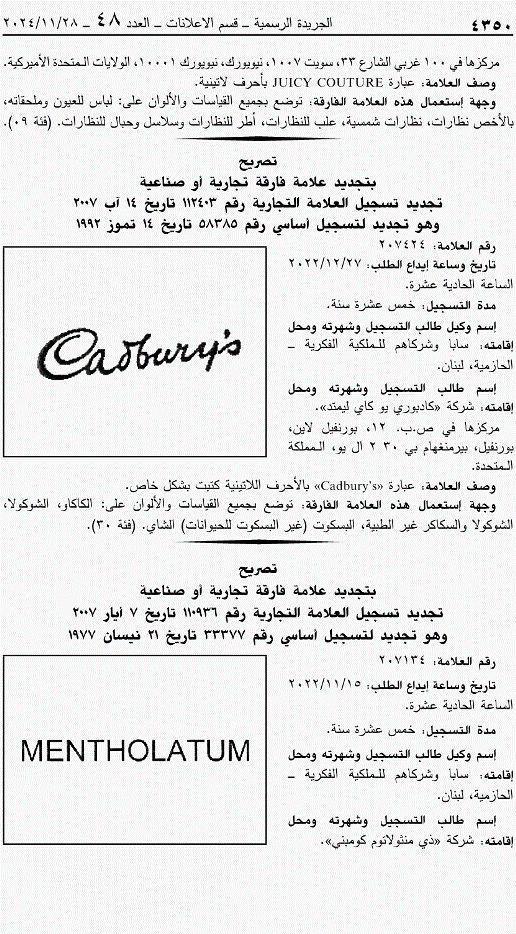 ٤٣٥٠ الجريدة الرسمية ــ قسم الاعلانات ــ العدد ٤٨ ــ ٢٠٢٤/١١/٢٨
مركزها في ١٠٠ غربي الشارع ٣٣، سويت ١٠٠٧، نيويورك، نيويورك ١٠٠٠١، الولايات المتحدة الأميركية.
وصف العلامة: عبارة JUICY COUTURE بأحرف لاتينية.
وجهة إستعمال هذه العلامة الفارقة: توضع بجميع القياسات والألوان على: لباس للعيون وملحقاته،
بالأخص نظارات، نظارات شمسية، علب للنظارات، أطر للنظارات وسلاسل وحبال للنظارات. (فئة ٠٩).
تصريح
بتجديد علامة فارقة تجارية أو صناعية
تجديد تسجيل العلامة التجارية رقم ١١٢٤٠٣ تاريخ ١٤ آب ٢٠٠٧
وهو تجديد لتسجيل أساسي رقم ٥٨٣٨٥ تاريخ ١٤ تموز ١٩٩٢
رقم العلامة: ٢٠٧٤٢٤
تاريخ وساعة إيداع الطلب: ٢٠٢٢/١٢/٢٧
الساعة الحادية عشرة.
مدة التسجيل: خمس عشرة سنة.
إسم وكيل طالب التسجيل وشهرته ومحل
إقامته: سابا وشركاهم للملكية الفكرية ــ
الحازمية، لبنان.
إسم طالب التسجيل وشهرته ومحل
إقامته: شركة «كادبوري يو كاي ليمتد».
مركزها في ص.ب. ١٢، بورنفيل لاين،
بورنفيل، بيرمنغهام بي ٣٠ ٢ ال يو، المملكة
المتحدة.
Cadbury's
وصف العلامة: عبارة «Cadbury's» بالأحرف اللاتينية كتبت بشكل خاص.
وجهة إستعمال هذه العلامة الفارقة: توضع بجميع القياسات والألوان على: الكاكاو، الشوكولا،
الشوكولا والسكاكر غير الطبية، البسكوت (غير البسكوت للحيوانات) الشاي. (فئة ٣٠).
تصريح
بتجديد علامة فارقة تجارية أو صناعية
تجديد تسجيل العلامة التجارية رقم ١١٠٩٣٦ تاريخ ٧ أيار ٢٠٠٧
وهو تجديد لتسجيل أساسي رقم ٣٣٣٧٧ تاريخ ٢١ نيسان ١٩٧٧
رقم العلامة: ٢٠٧١٣٤
تاريخ وساعة إيداع الطلب: ٢٠٢٢/١١/١٥
الساعة الحادية عشرة.
مدة التسجيل: خمس عشرة سنة.
إسم وكيل طالب التسجيل وشهرته ومحل
إقامته: سابا وشركاهم للملكية الفكرية ــ
الحازمية، لبنان.
إسم طالب التسجيل وشهرته ومحل
إقامته: شركة «ذي منثولاتوم كومبني».
MENTHOLATUM